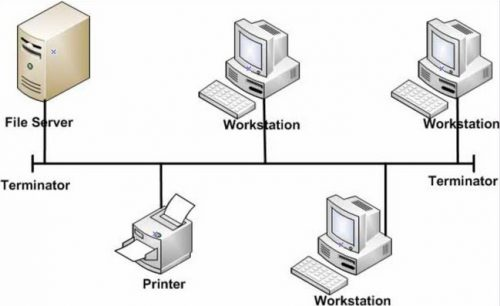 File Server
Workstation
Workstation
Terminator
Terminator
Printer
Workstation